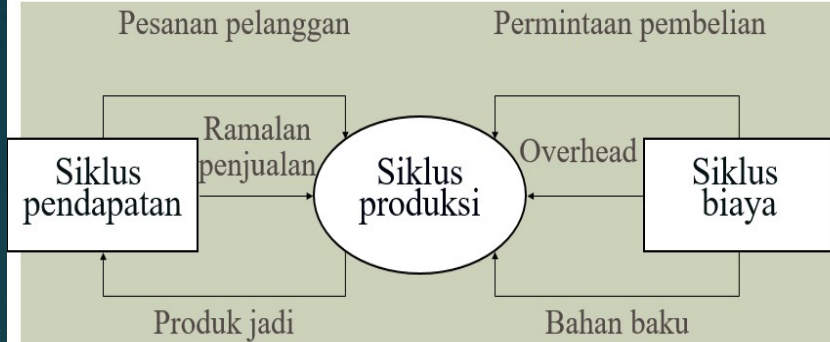 Pesanan pelanggan
Permintaan pembelian
Ramalan
penjualan
Overhead
Siklus
pendapatan
Siklus
produksi
Siklus
biaya
Produk jadi
Bahan baku